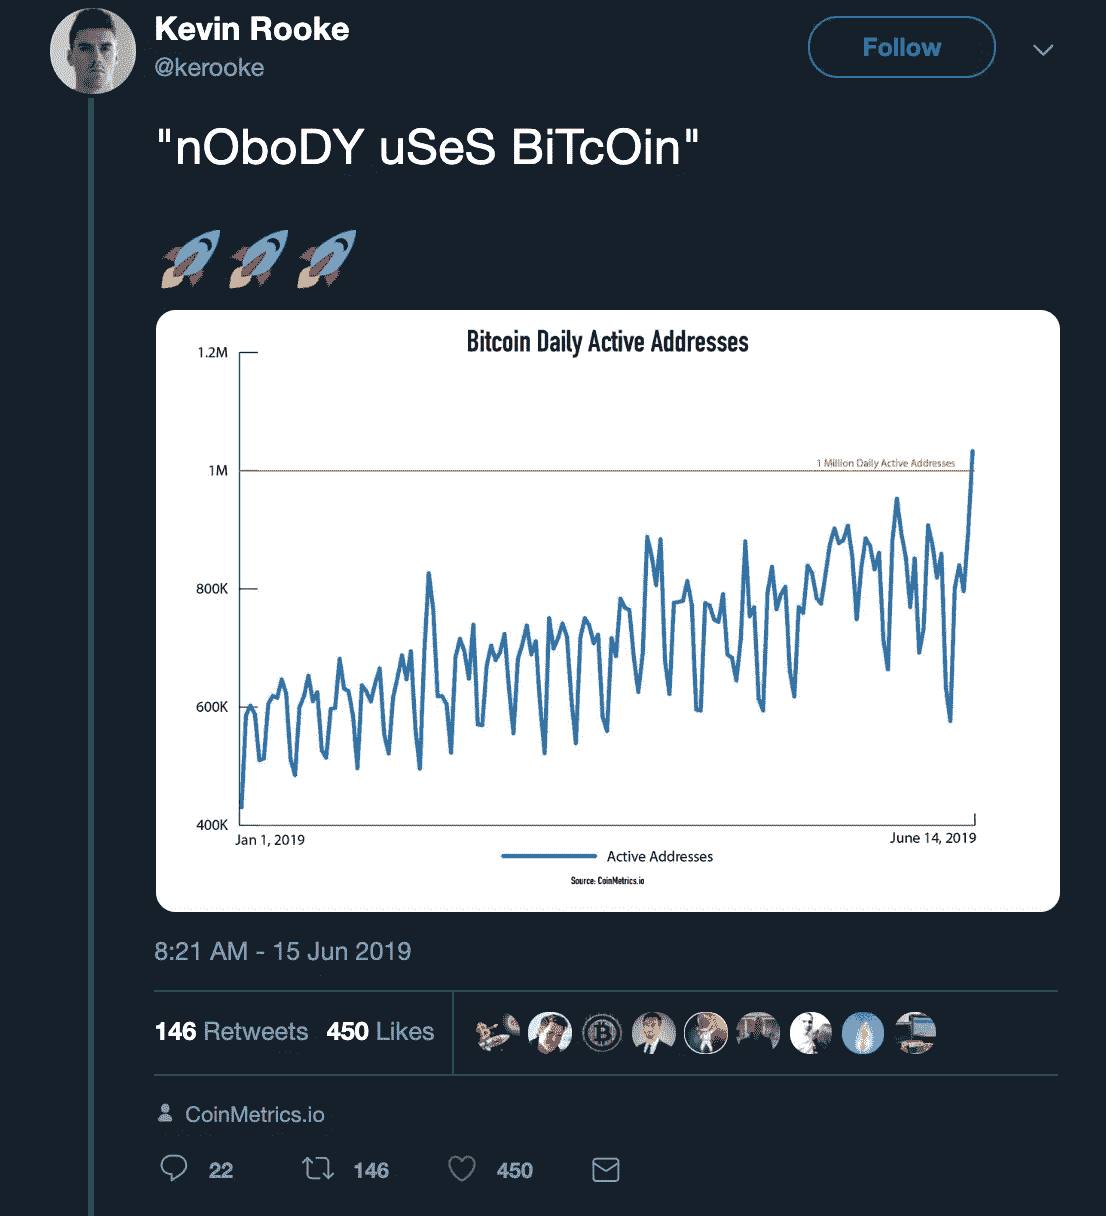 Kevin Rooke
@kerooke
Follow
"nOboDY uSeS BiTcOin"
🚀🚀🚀
Bitcoin Daily Active Addresses
1.2M
1M
1 Million Daily Active Addresses
800K
600K
400K
Jan 1, 2019
June 14, 2019
Active Addresses
Source: CoinMetrics.io
8:21 AM - 15 Jun 2019
146 Retweets 450 Likes
CoinMetrics.io
22 146 450